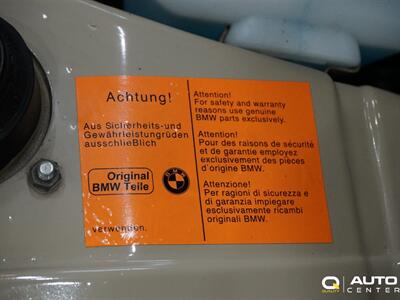 Achtung!
Aus Sicherheits-und
Gewährleistungrüden
ausschließlich
Original
BMW Teile
BMW
verwenden.
Attention!
For safety and warranty
reasons use genuine
BMW parts exclusively.
Attention!
Pour des raisons de sécurité
et de garantie employez
exclusivement des pièces
d'origine BMW.
Attenzione!
Per ragioni di sicurezza e
di garanzia impiegare
esclusivamente ricambi
originali BMW.
Q AUTO
QUALITY CENTER